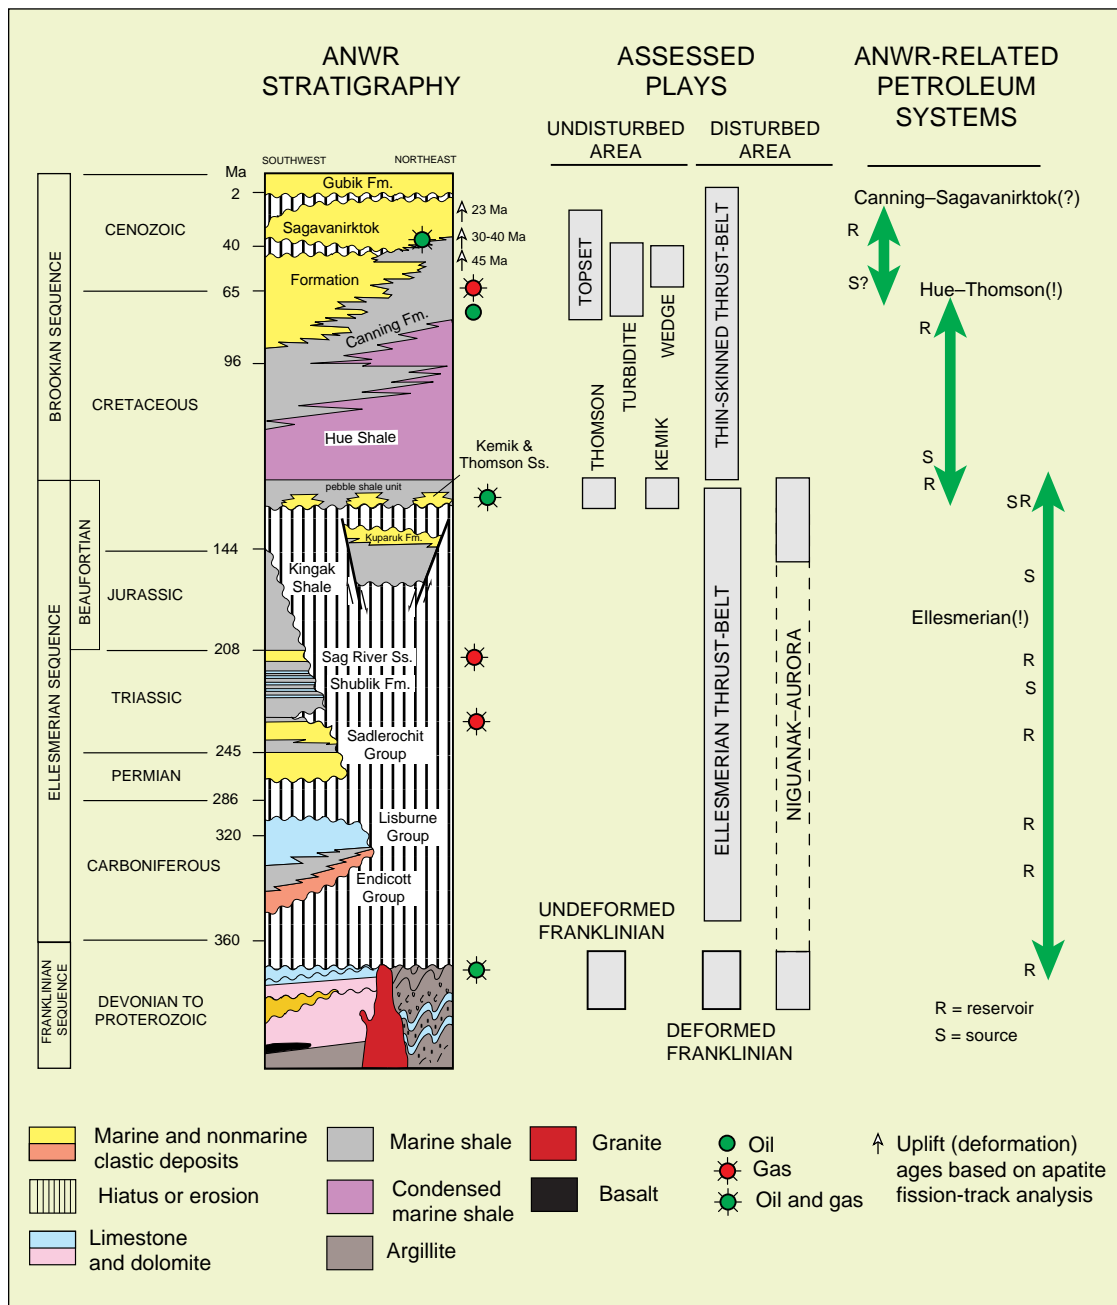 ANWR
STRATIGRAPHY
ASSESSED
PLAYS
ANWR-RELATED
PETROLEUM
SYSTEMS
UNDISTURBED
AREA
DISTURBED
AREA
SOUTHWEST
NORTHEAST
Ma
2
40
65
96
144
208
245
286
320
360
BROOKIAN SEQUENCE
ELLESMERIAN SEQUENCE
BEAUFORTIAN
FRANKLINIAN
SEQUENCE
CENOZOIC
CRETACEOUS
JURASSIC
TRIASSIC
PERMIAN
CARBONIFEROUS
DEVONIAN TO
PROTEROZOIC
Gubik Fm.
Sagavanirktok
Formation
Canning Fm.
Hue Shale
pebble shale unit
Kemik &
Thomson Ss.
Kuparuk Fm.
Kingak
Shale
Sag River Ss.
Shublik Fm.
Sadlerochit
Group
Lisburne
Group
Endicott
Group
23 Ma
30-40 Ma
45 Ma
TOPSET
TURBIDITE
WEDGE
THOMSON
KEMIK
THIN-SKINNED THRUST-BELT
ELLESMERIAN THRUST-BELT
NIGUANAK–AURORA
UNDEFORMED
FRANKLINIAN
DEFORMED
FRANKLINIAN
Canning–Sagavanirktok(?)
R
S?
Hue–Thomson(!)
R
S
R
S R
S
Ellesmerian(!)
R
S
R
R
R
R
R = reservoir
S = source
Marine and nonmarine
clastic deposits
Hiatus or erosion
Limestone
and dolomite
Marine shale
Condensed
marine shale
Argillite
Granite
Basalt
Oil
Gas
Oil and gas
Uplift (deformation)
ages based on apatite
fission-track analysis